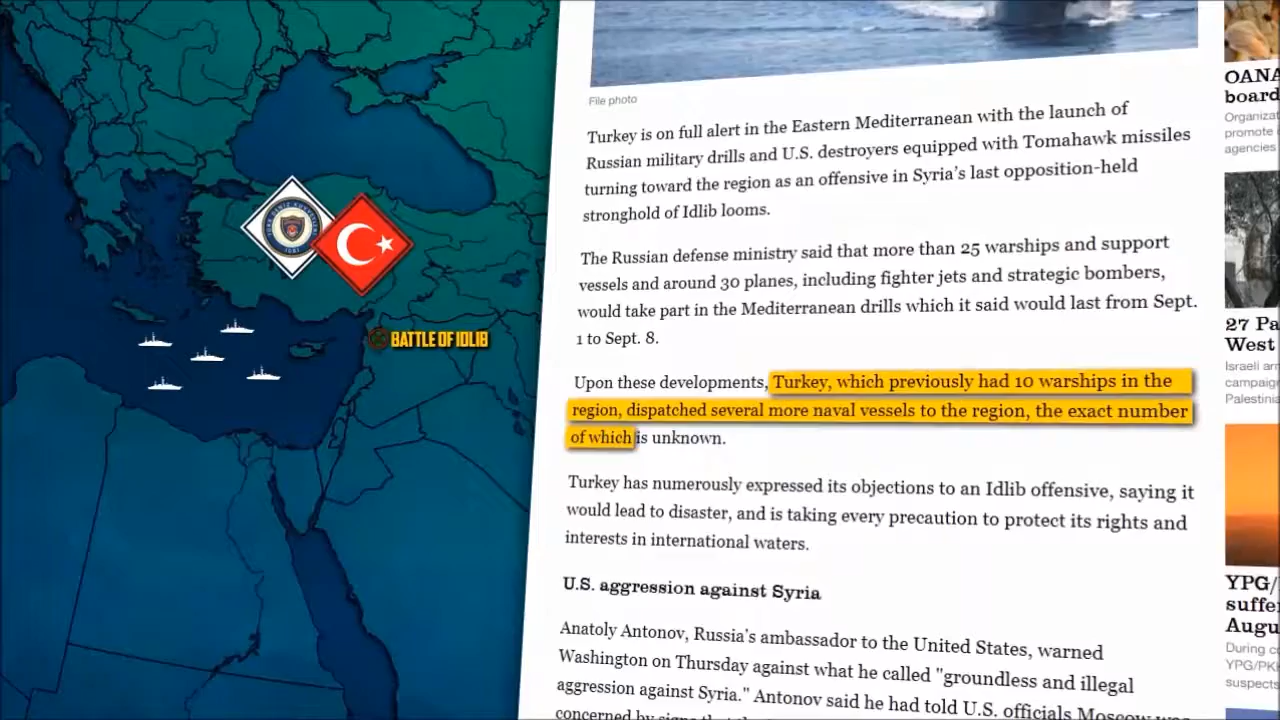 BATTLE OF IDLIB
File photo
Turkey is on full alert in the Eastern Mediterranean with the launch of
Russian military drills and U.S. destroyers equipped with Tomahawk missiles
turning toward the region as an offensive in Syria's last opposition-held
stronghold of Idlib looms.
The Russian defense ministry said that more than 25 warships and support
vessels and around 30 planes, including fighter jets and strategic bombers,
would take part in the Mediterranean drills which it said would last from Sept.
1 to Sept. 8.
Upon these developments, Turkey, which previously had 10 warships in the
region, dispatched several more naval vessels to the region, the exact number
of which is unknown.
Turkey has numerously expressed its objections to an Idlib offensive, saying it
would lead to disaster, and is taking every precaution to protect its rights and
interests in international waters.
U.S. aggression against Syria
Anatoly Antonov, Russia's ambassador to the United States, warned
Washington on Thursday against what he called "groundless and illegal
aggression against Syria." Antonov said he had told U.S. officials Moscow was
concerned by signs that
OANA
board
Organizat
promote
agencies
27 Pa
West
Israeli arm
campaign
Palestinia
YPG/
suffe
Augu
During co
YPG/PKK
suspects